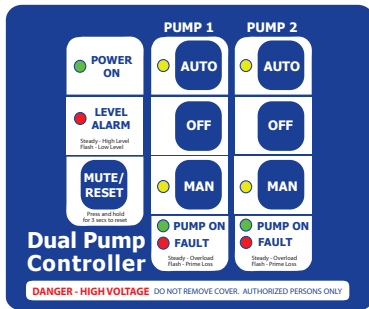 PUMP 1 PUMP 2
POWER ON
AUTO
AUTO
LEVEL ALARM
Steady - High Level
Flash - Low Level
OFF
OFF
MUTE/
RESET
Press and hold
for 3 secs to reset
MAN
MAN
PUMP ON
FAULT
Steady - Overload
Flash - Prime Loss
PUMP ON
FAULT
Steady - Overload
Flash - Prime Loss
Dual Pump
Controller
DANGER - HIGH VOLTAGE DO NOT REMOVE COVER. AUTHORIZED PERSONS ONLY